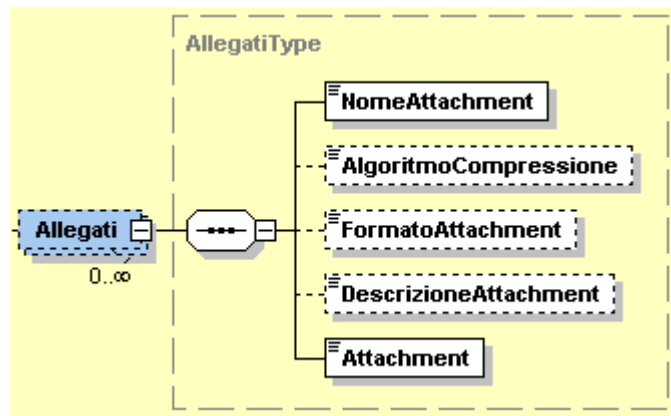 AllegatiType
NomeAttachment
AlgoritmoCompressione
Allegati
0..∞
FormatoAttachment
DescrizioneAttachment
Attachment